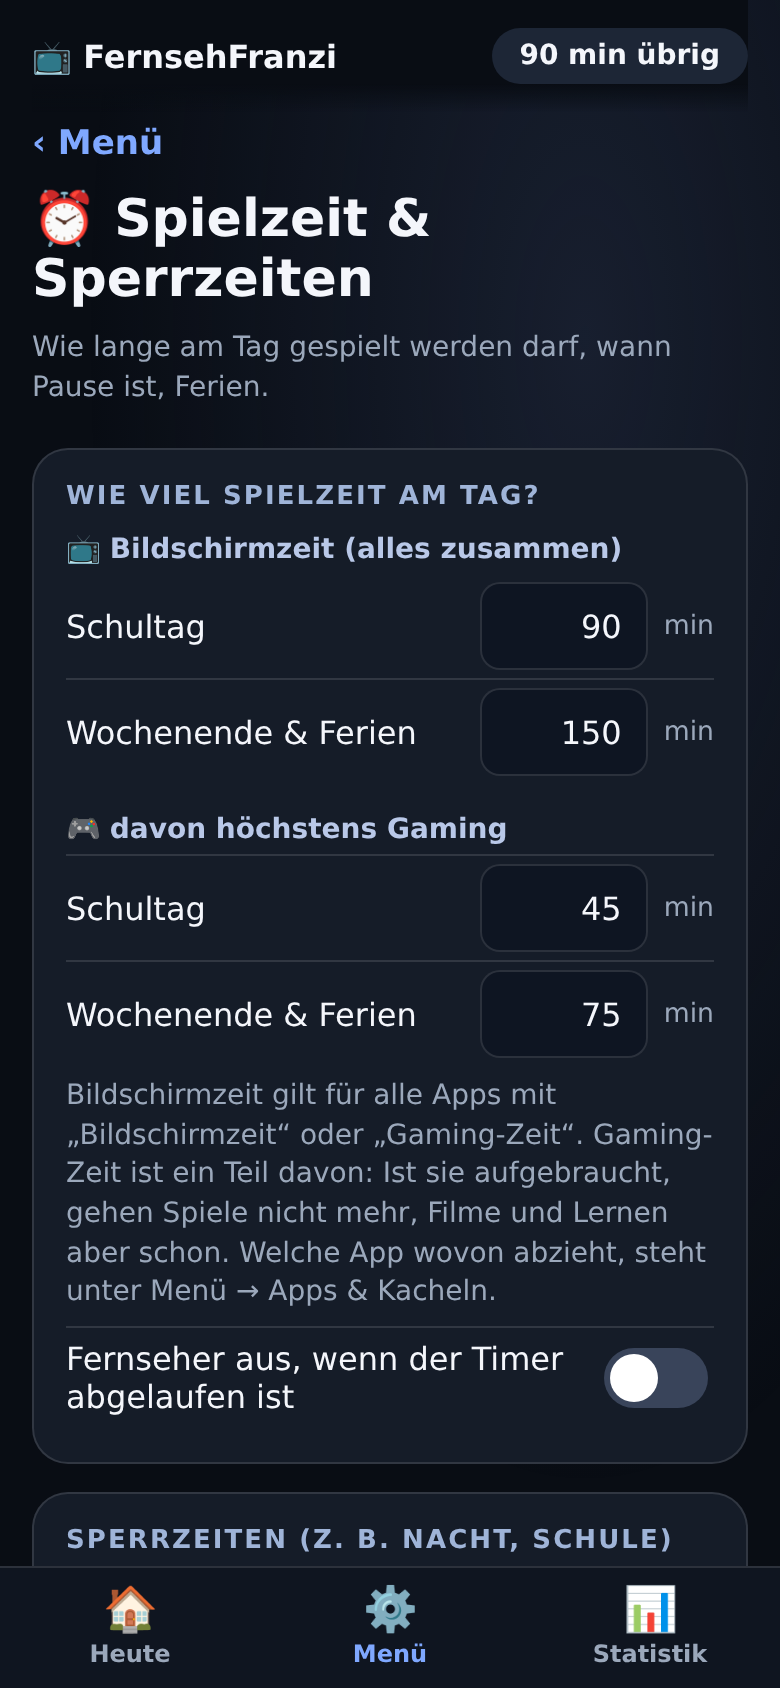 FernsehFranzi
90 min übrig
‹ Menü
Spielzeit &
Sperrzeiten
Wie lange am Tag gespielt werden darf, wann
Pause ist, Ferien.
WIE VIEL SPIELZEIT AM TAG?
Bildschirmzeit (alles zusammen)
Schultag 90 min
Wochenende & Ferien 150 min
davon höchstens Gaming
Schultag 45 min
Wochenende & Ferien 75 min
Bildschirmzeit gilt für alle Apps mit
„Bildschirmzeit“ oder „Gaming-Zeit“. Gaming-
Zeit ist ein Teil davon: Ist sie aufgebraucht,
gehen Spiele nicht mehr, Filme und Lernen
aber schon. Welche App wovon abzieht, steht
unter Menü → Apps & Kacheln.
Fernseher aus, wenn der Timer
abgelaufen ist
SPERRZEITEN (Z. B. NACHT, SCHULE)
Heute Menü Statistik